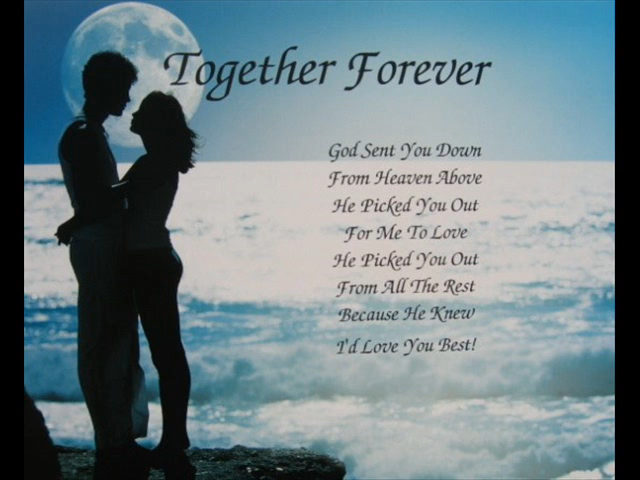 Together Forever
God Sent You Down
From Heaven Above
He Picked You Out
For Me To Love
He Picked You Out
From All The Rest
Because He Knew
I'd Love You Best!